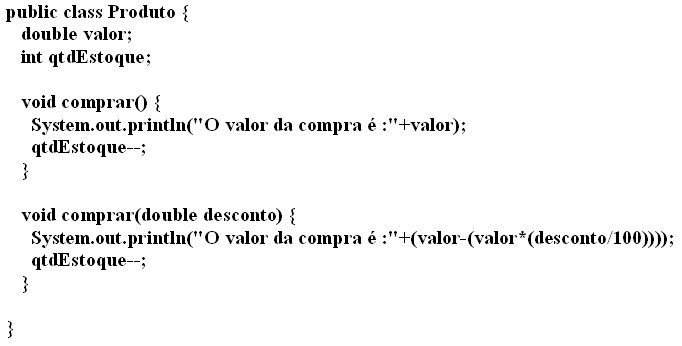 public class Produto {
double valor;
int qtdEstoque;
void comprar() {
System.out.println("O valor da compra é :"+valor);
qtdEstoque--;
}
void comprar(double desconto) {
System.out.println("O valor da compra é :"+(valor-(valor*(desconto/100))));
qtdEstoque--;
}
}